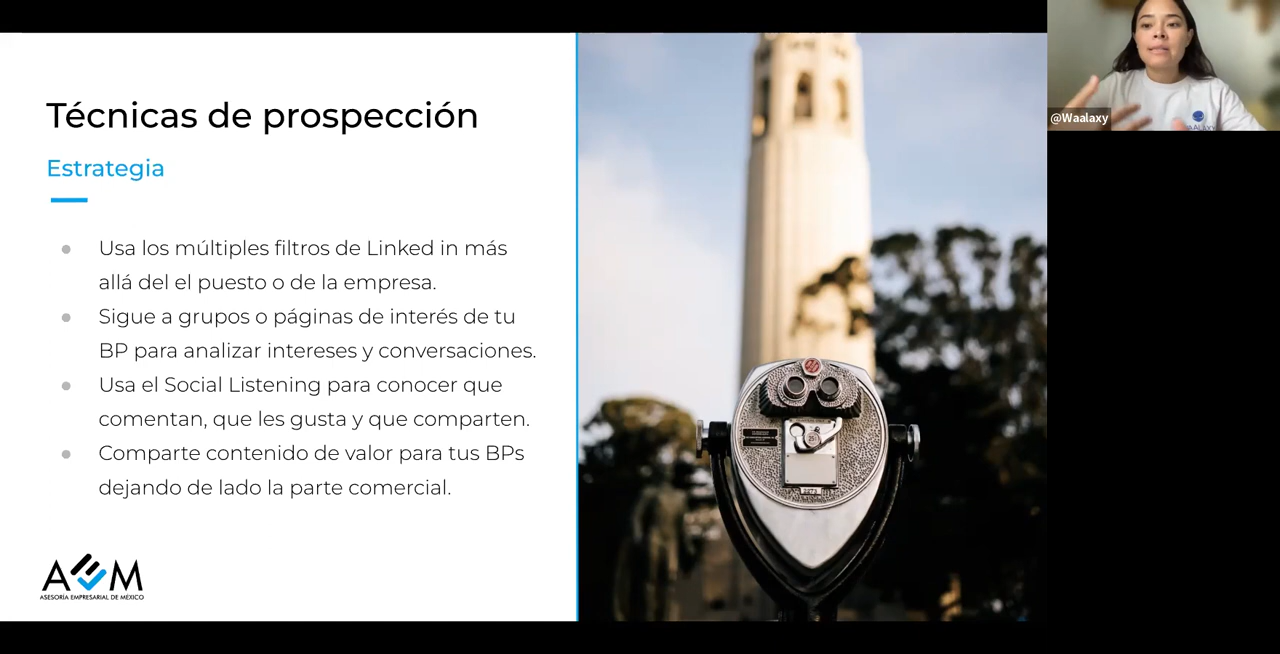 Técnicas de prospección
Estrategia
Usa los múltiples filtros de Linked in más
allá del el puesto o de la empresa.
Sigue a grupos o páginas de interés de tu
BP para analizar intereses y conversaciones.
Usa el Social Listening para conocer que
comentan, que les gusta y que comparten.
Comparte contenido de valor para tus BPs
dejando de lado la parte comercial.
AEM
ASESORÍA EMPRESARIAL DE MÉXICO
@Waalaxy
25